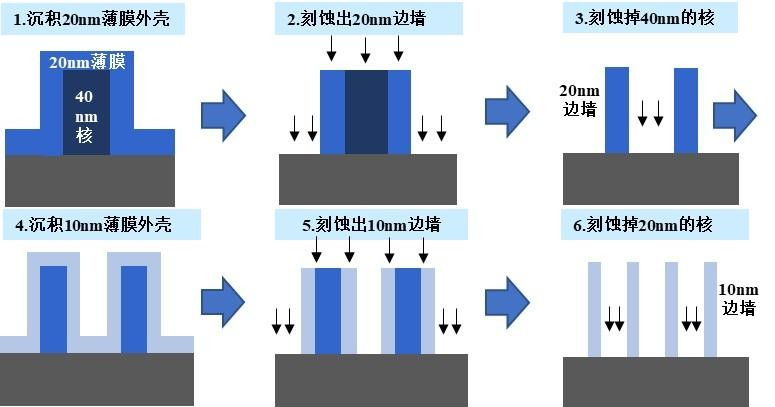 1.沉积20nm薄膜外壳
2.刻蚀出20nm边墙
3.刻蚀掉40nm的核
20nm薄膜
40
nm
核
20nm
边墙
4.沉积10nm薄膜外壳
5.刻蚀出10nm边墙
6.刻蚀掉20nm的核
10nm
边墙